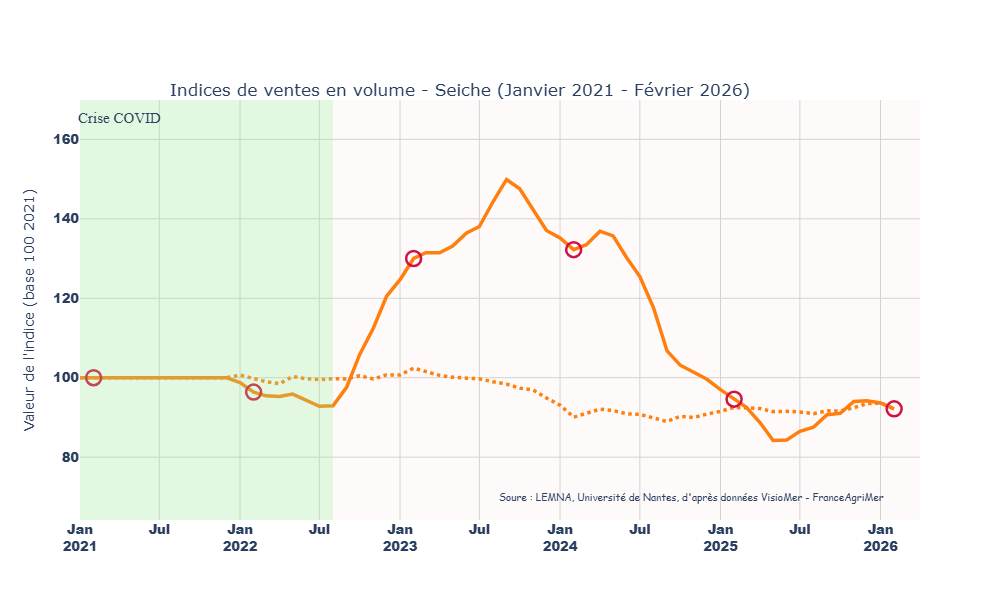 Indices de ventes en volume - Seiche (Janvier 2021 - Février 2026)
Crise COVID
160
140
120
100
80
Valeur de l'indice (base 100 2021)
Soure : LEMNA, Université de Nantes, d'après données VisioMer - FranceAgriMer
Jan Jul Jan Jul Jan Jul Jan Jul Jan Jul Jan
2021 2022 2023 2024 2025 2026